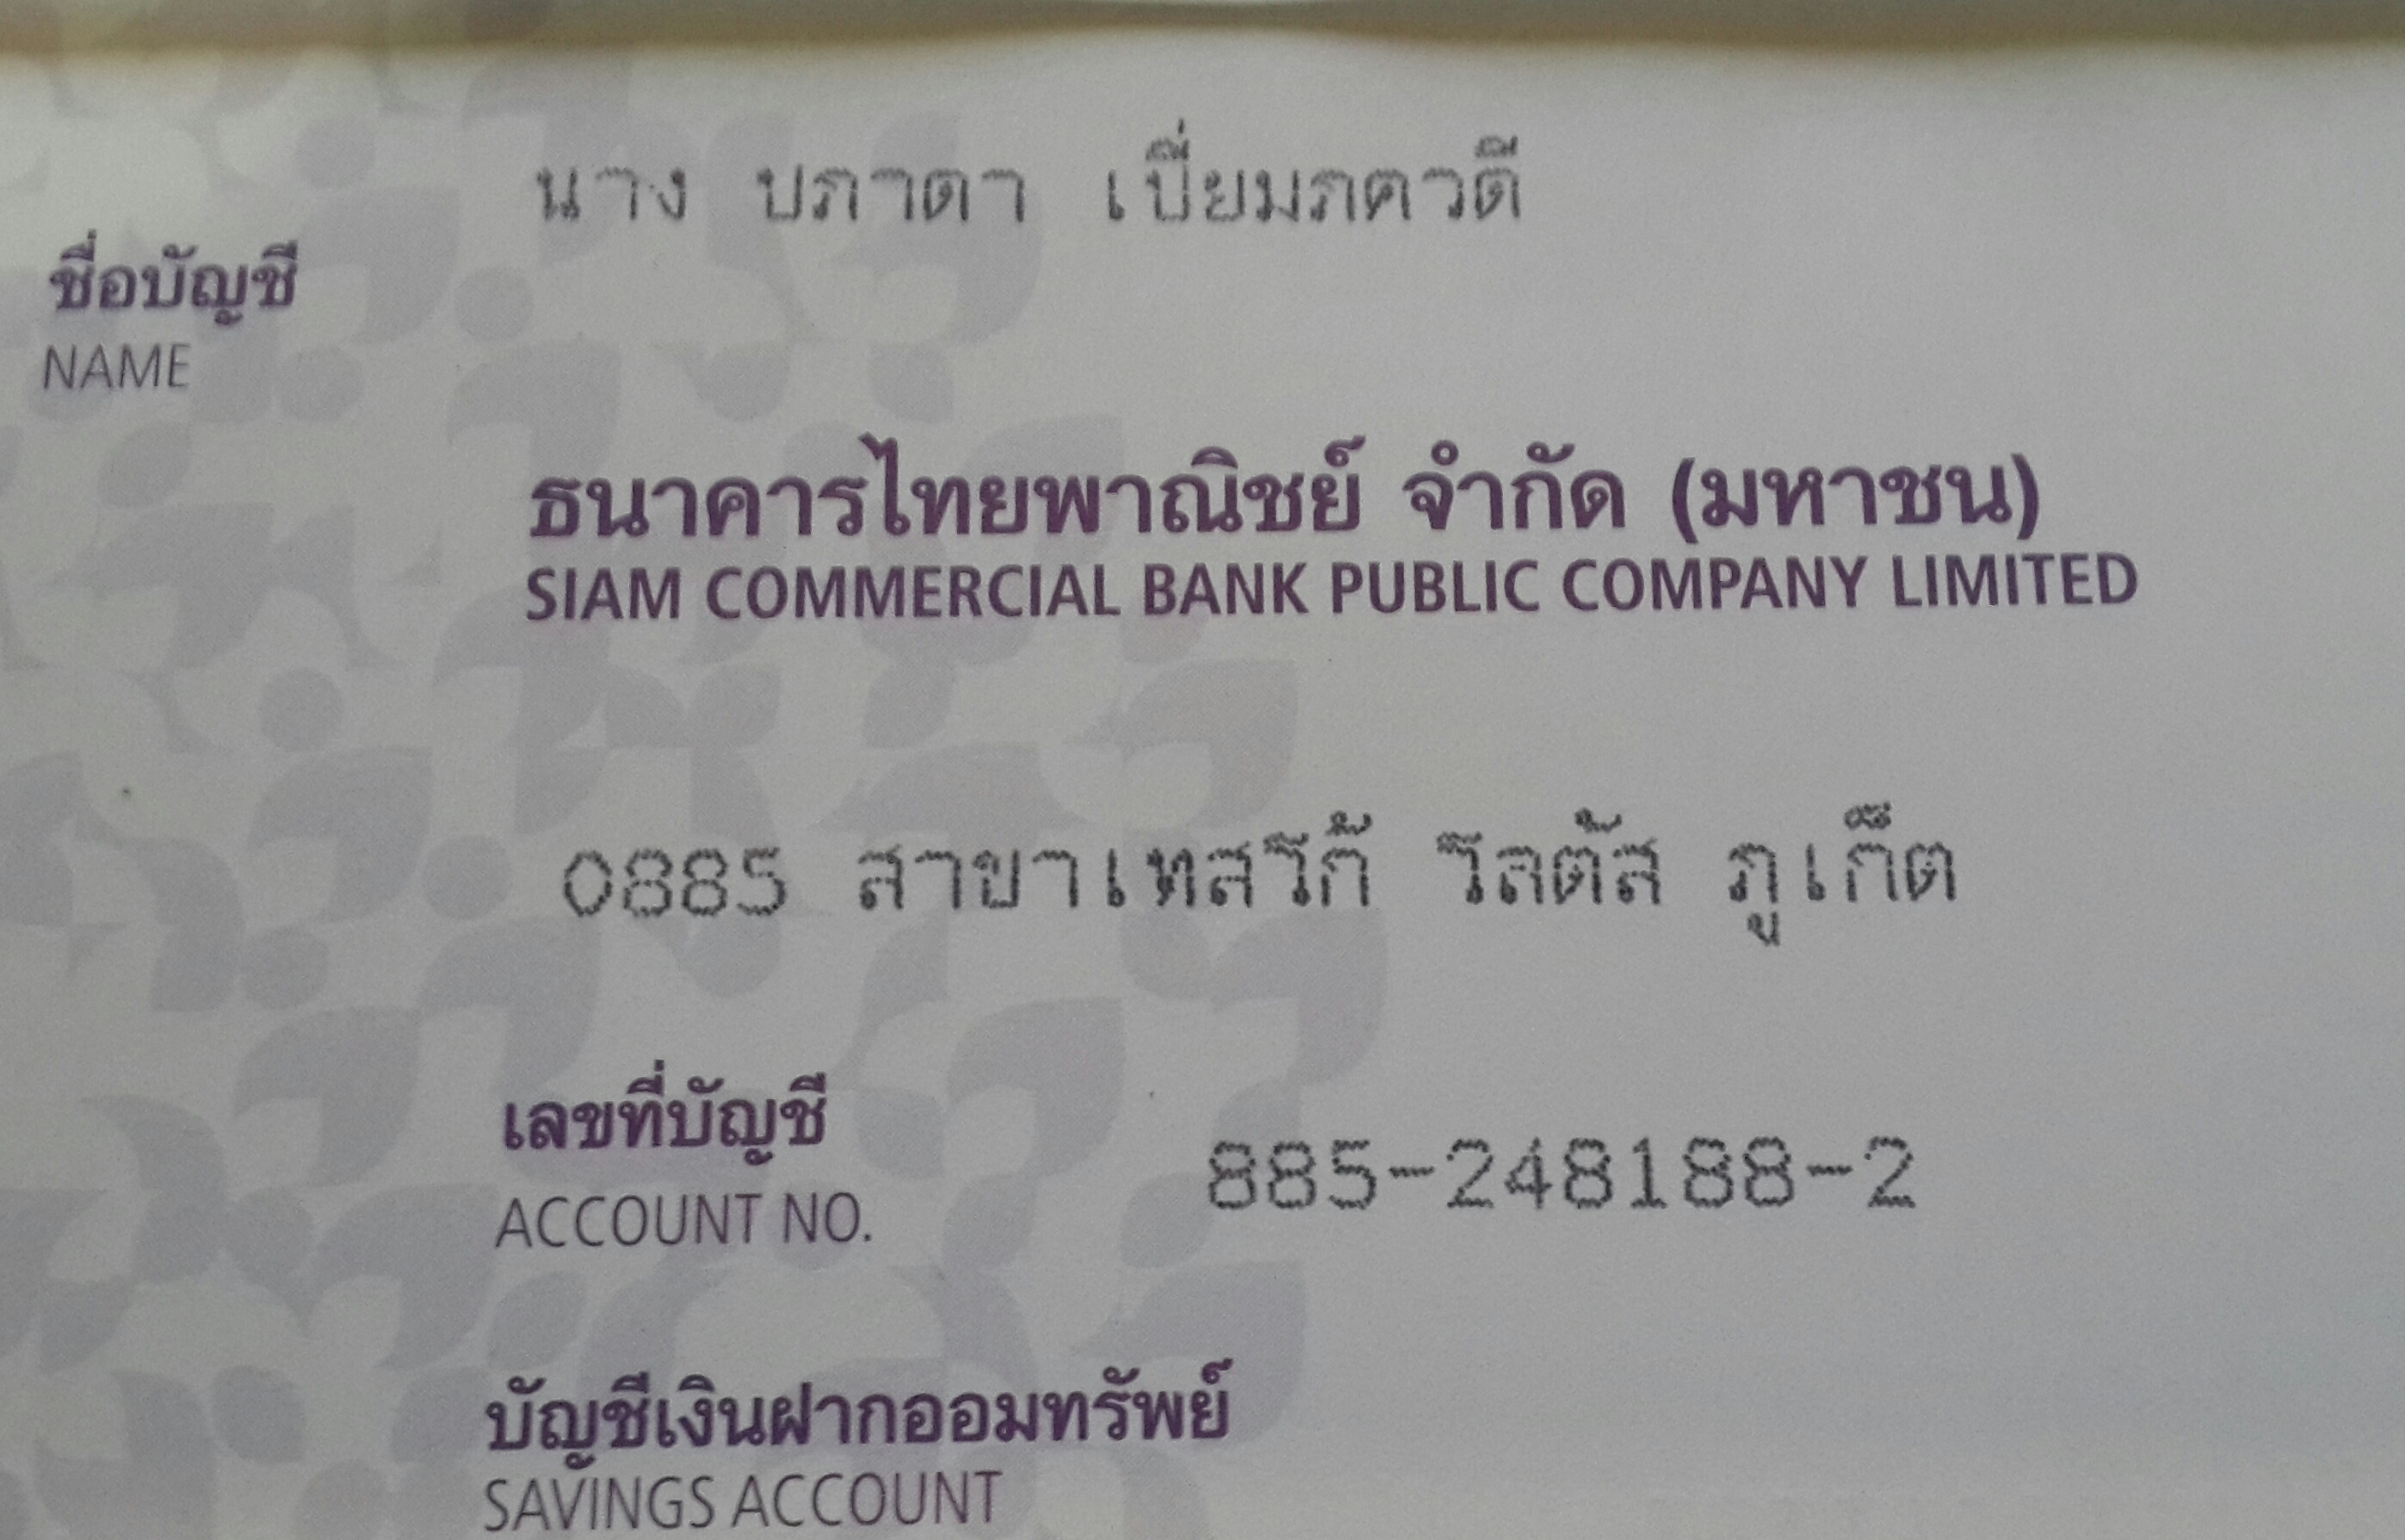 นาง ปภาดา เปี่ยมภควดี
ชื่อบัญชี
NAME
ธนาคารไทยพาณิชย์ จำกัด (มหาชน)
SIAM COMMERCIAL BANK PUBLIC COMPANY LIMITED
0885 สาขาเทสโก้ โลตัส ภูเก็ต
เลขที่บัญชี
885-248188-2
ACCOUNT NO.
บัญชีเงินฝากออมทรัพย์
SAVINGS ACCOUNT